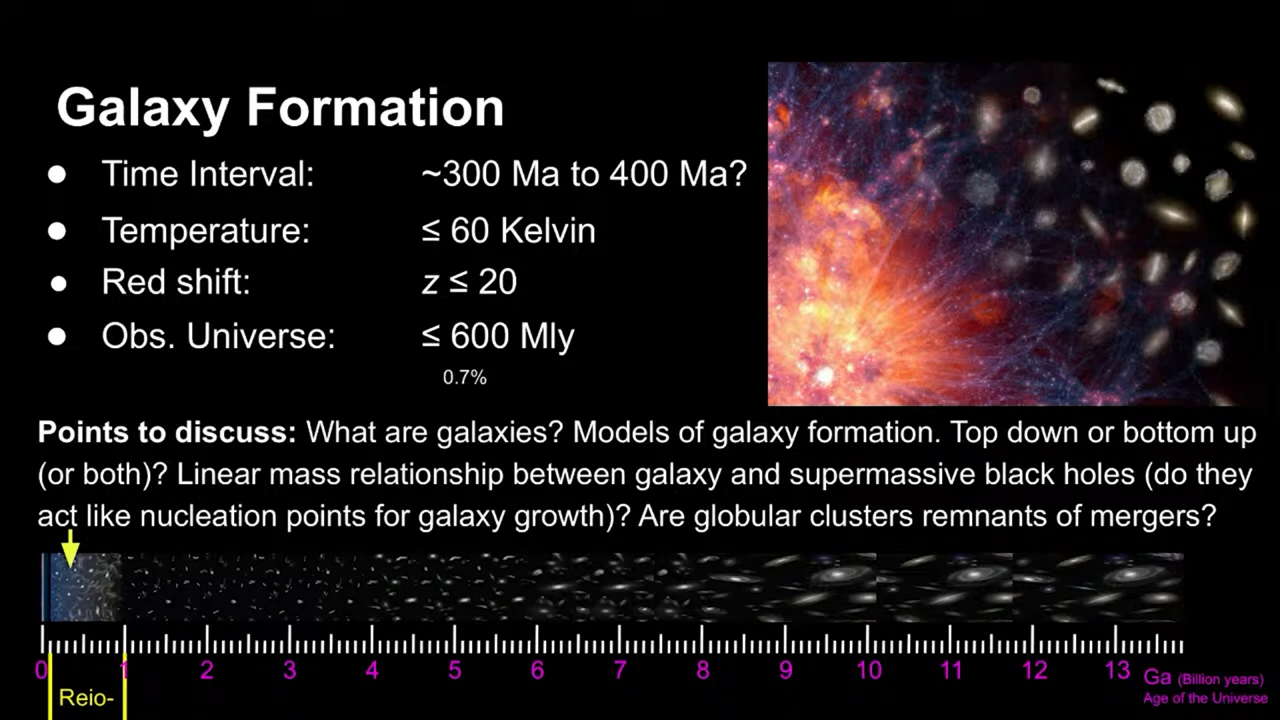 Galaxy Formation
● Time Interval: ~300 Ma to 400 Ma?
● Temperature: ≤ 60 Kelvin
● Red shift: z ≤ 20
● Obs. Universe: ≤ 600 Mly
0.7%
Points to discuss: What are galaxies? Models of galaxy formation. Top down or bottom up
(or both)? Linear mass relationship between galaxy and supermassive black holes (do they
act like nucleation points for galaxy growth)? Are globular clusters remnants of mergers?
0 1 2 3 4 5 6 7 8 9 10 11 12 13 Ga (Billion years)
Age of the Universe
Reio-